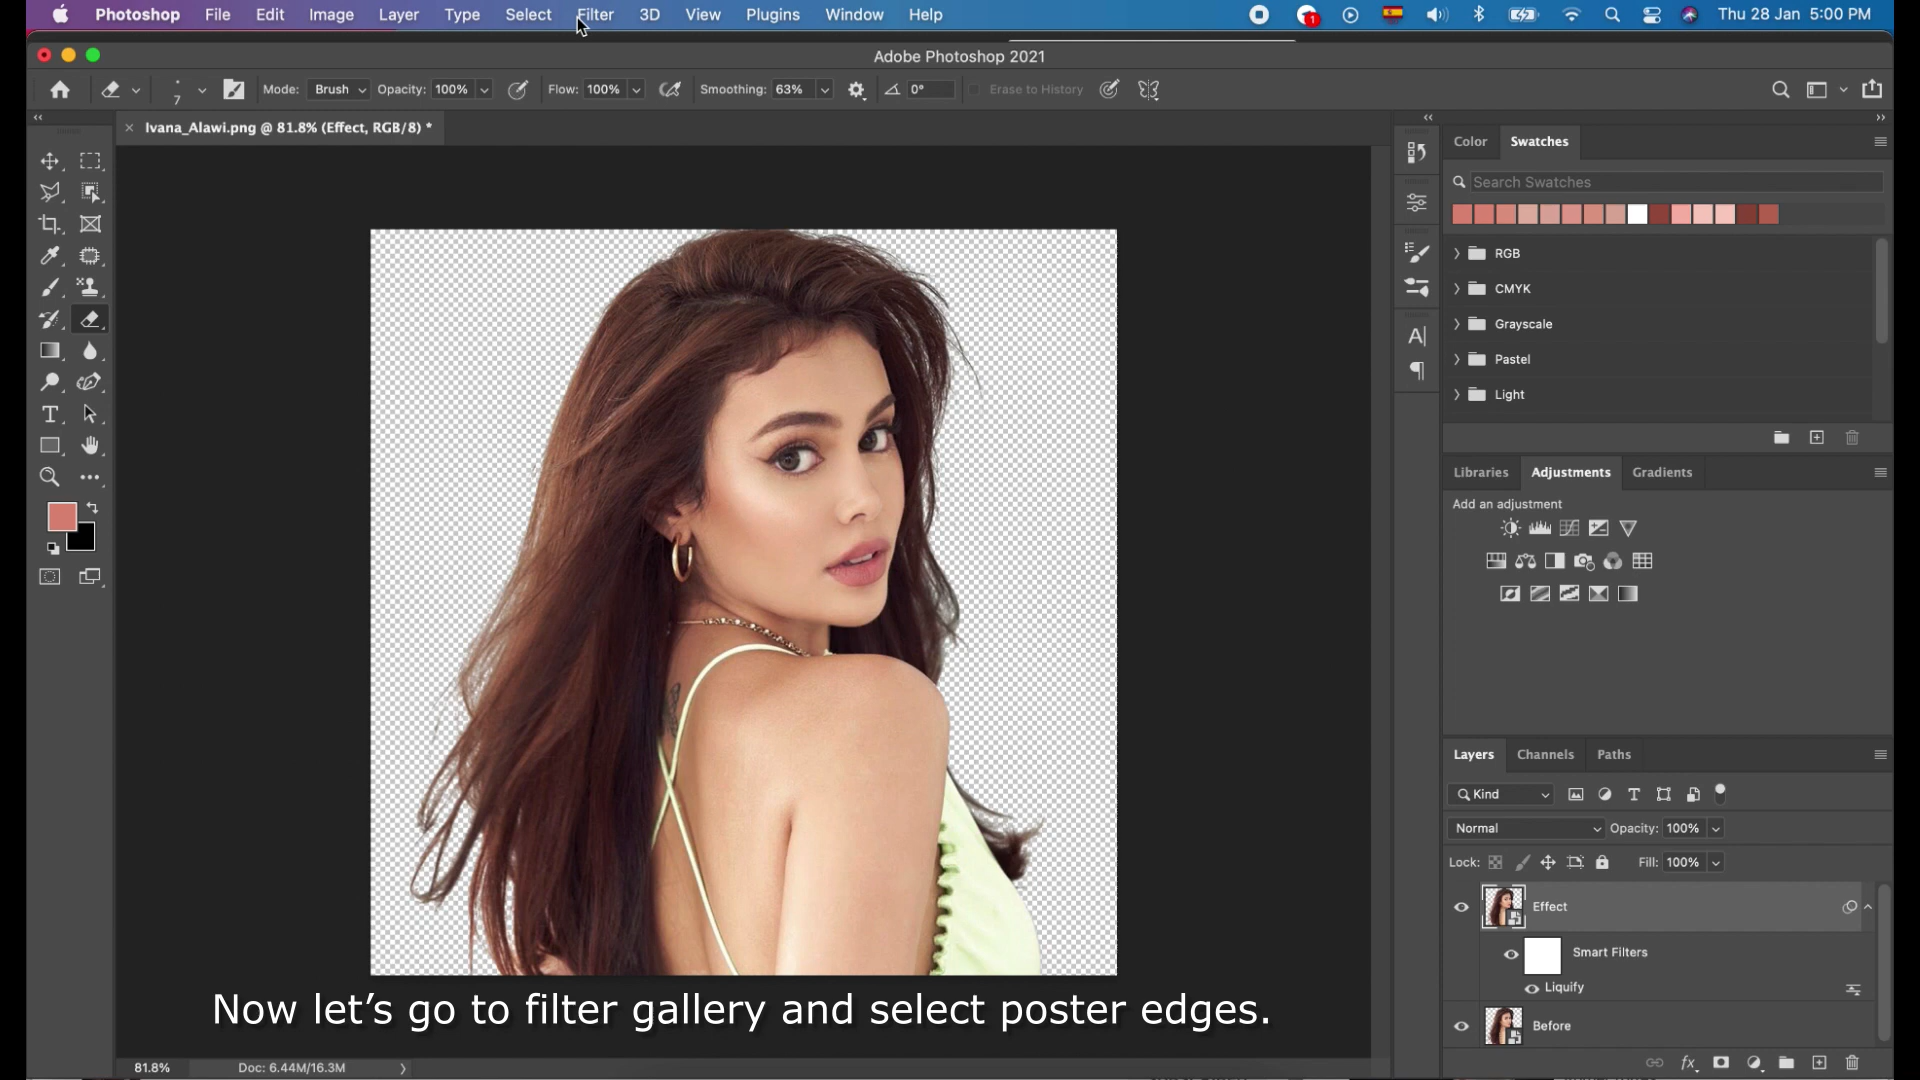 Photoshop File Edit Image Layer Type Select Filter 3D View Plugins Window Help 1 Thu 28 Jan 5:00 PM
Adobe Photoshop 2021
7 Mode: Brush Opacity: 100% Flow: 100% Smoothing: 63% 0° Erase to History
Ivana_Alawi.png @ 81.8% (Effect, RGB/8) *
Color Swatches
Search Swatches
RGB
CMYK
Grayscale
Pastel
Light
Libraries Adjustments Gradients
Add an adjustment
Layers Channels Paths
Kind
Normal Opacity: 100%
Lock: Fill: 100%
Effect
Smart Filters
Liquify
Before
Now let’s go to filter gallery and select poster edges.
81.8% Doc: 6.44M/16.3M